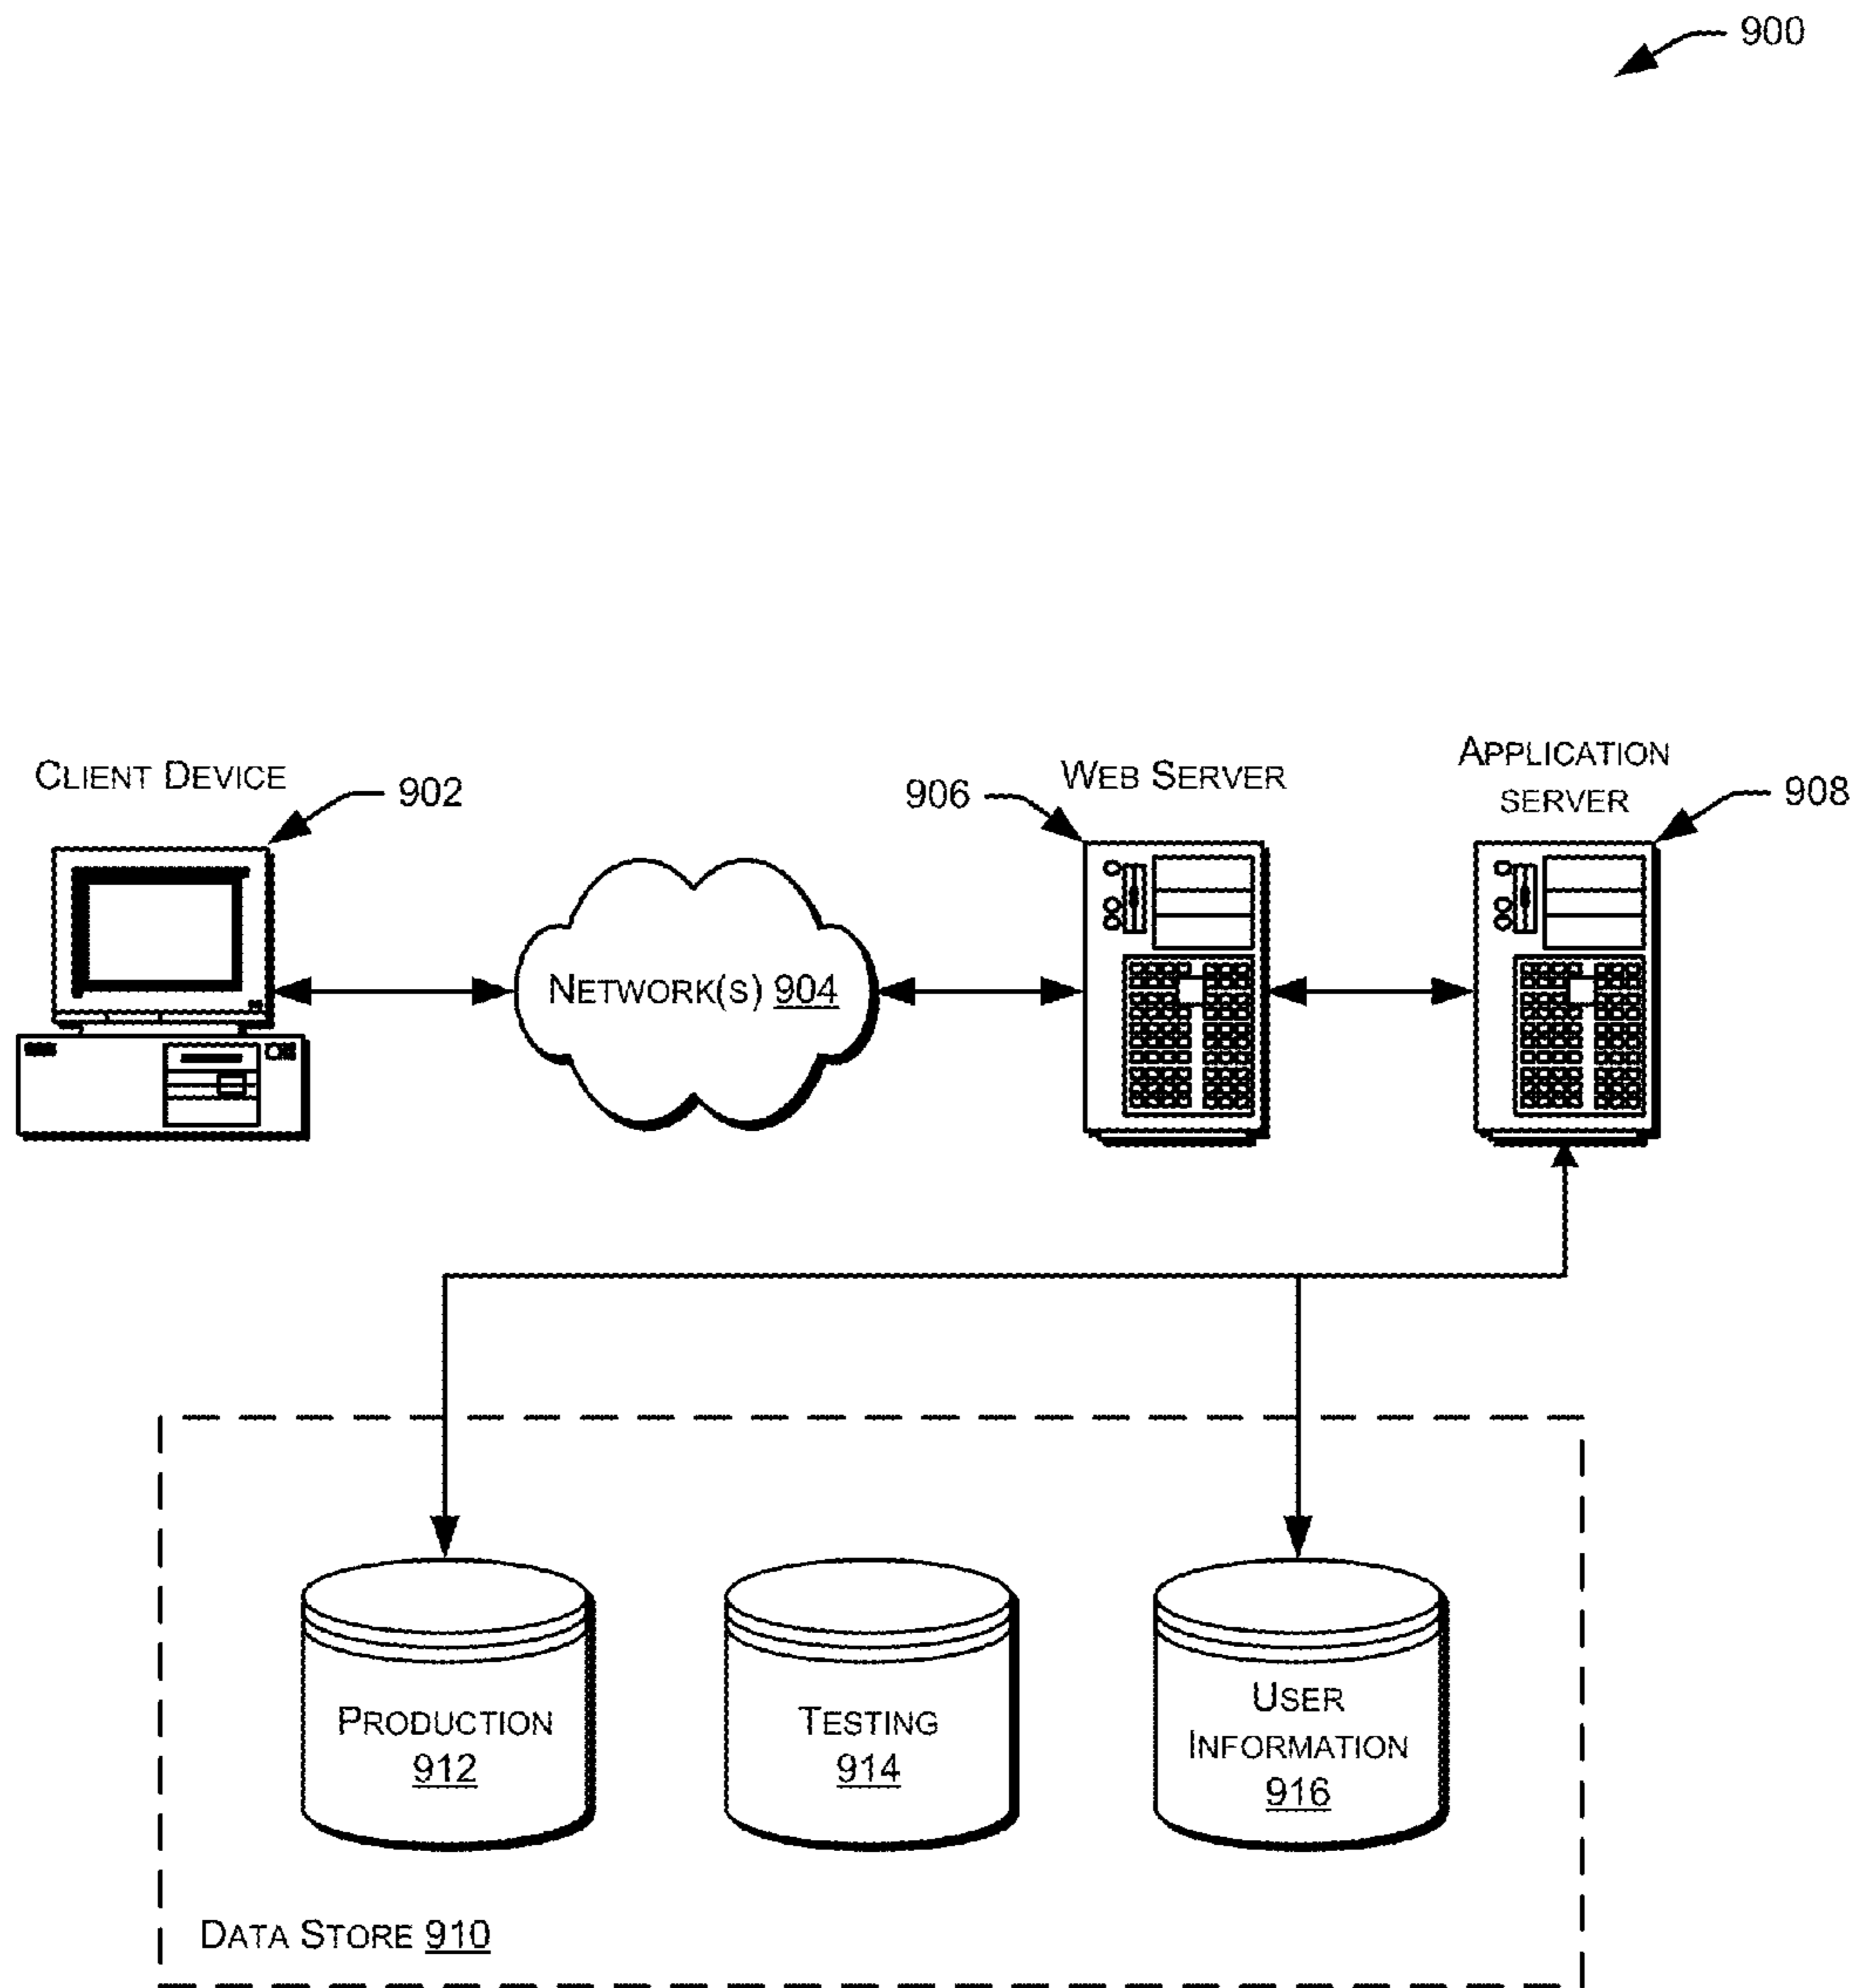 900
CLIENT DEVICE
902
906
WEB SERVER
APPLICATION
SERVER
908
NETWORK(S) 904
PRODUCTION
912
TESTING
914
USER
INFORMATION
916
DATA STORE 910